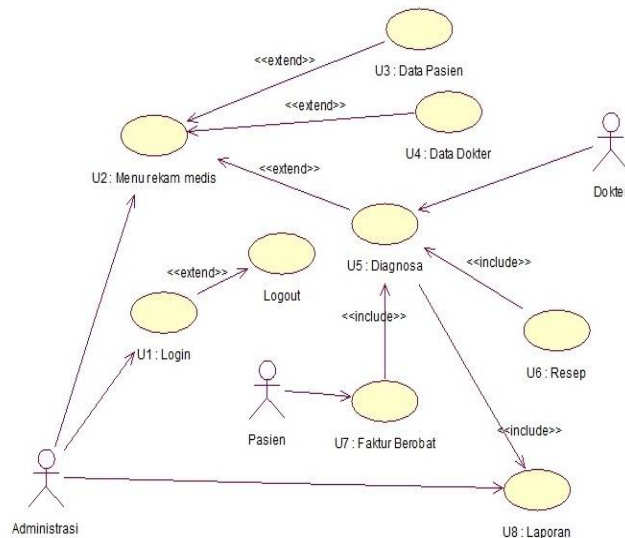 <<extend>>
U3 : Data Pasien
<<extend>>
U4 : Data Dokter
U2 : Menu rekam medis
<<extend>>
Dokter
U5 : Diagnosa
<<include>>
<<extend>>
Logout
<<include>>
U1 : Login
U6 : Resep
Pasien
U7 : Faktur Berobat
<<include>>
Administrasi
U8 : Laporan